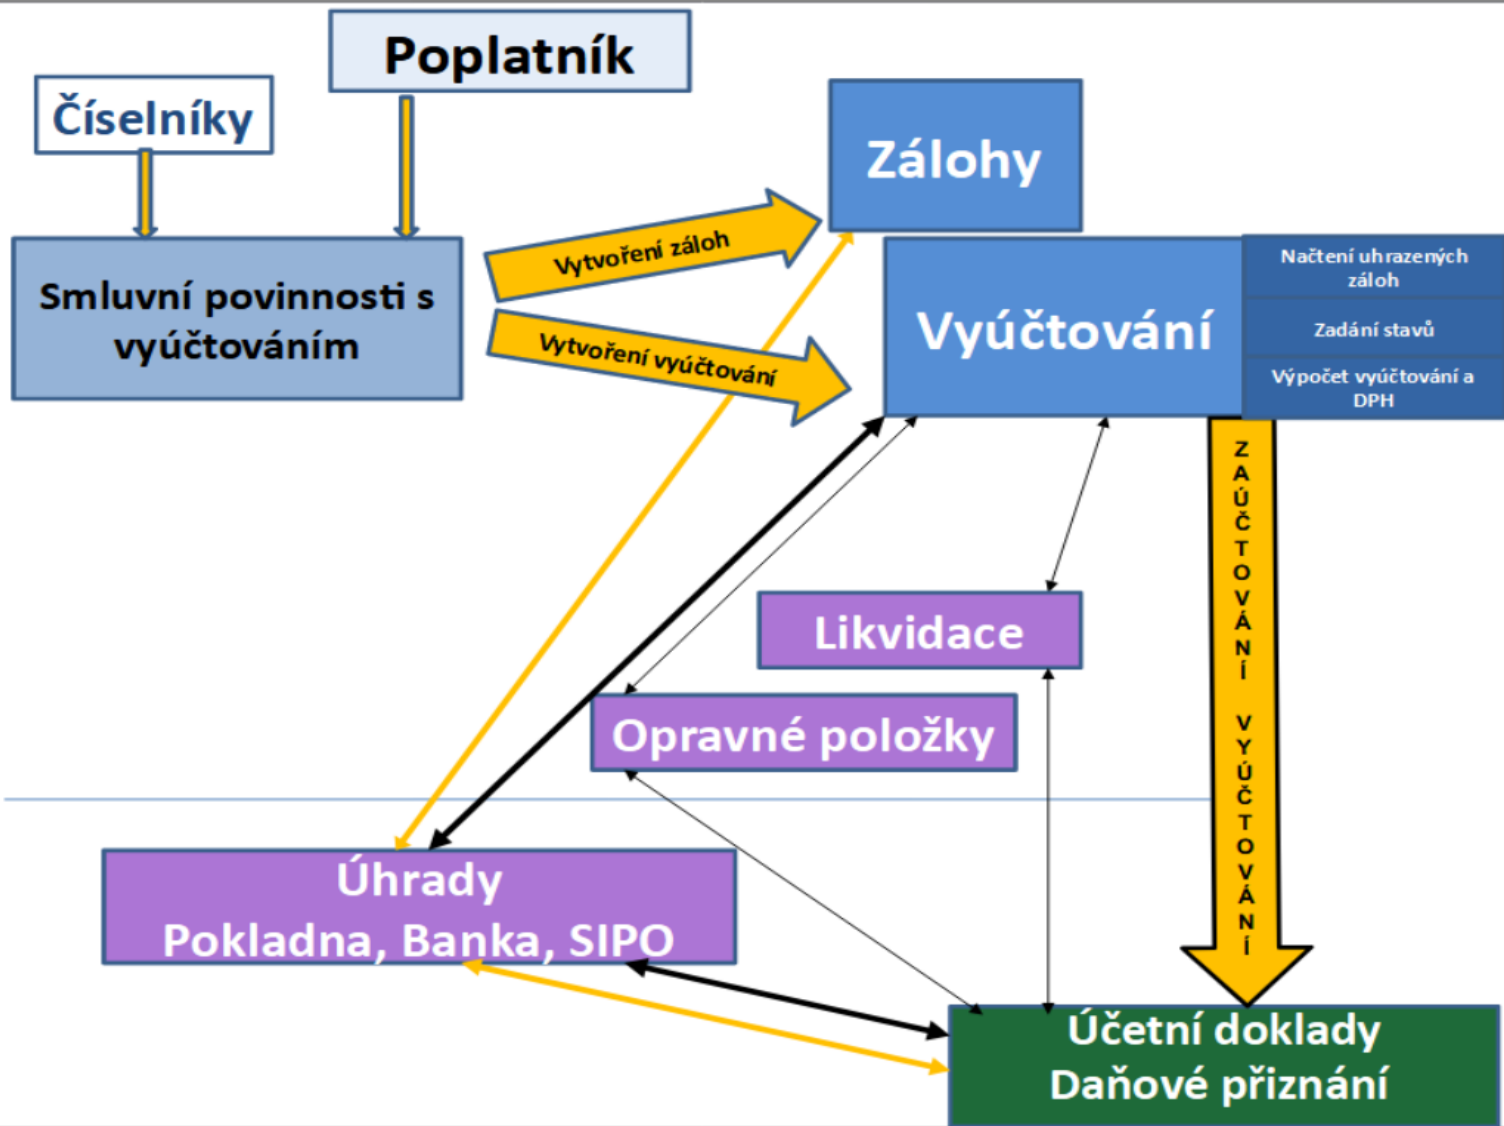 Poplatník
Číselníky
Zálohy
Smluvní povinnosti s
vyúčtováním
Vytvoření záloh
Vytvoření vyúčtování
Vyúčtování
Načtení uhrazených
záloh
Zadání stavů
Výpočet vyúčtování a
DPH
ZAÚČTOVÁNÍ VYÚČTOVÁNÍ
Likvidace
Opravné položky
Úhrady
Pokladna, Banka, SIPO
Účetní doklady
Daňové přiznání